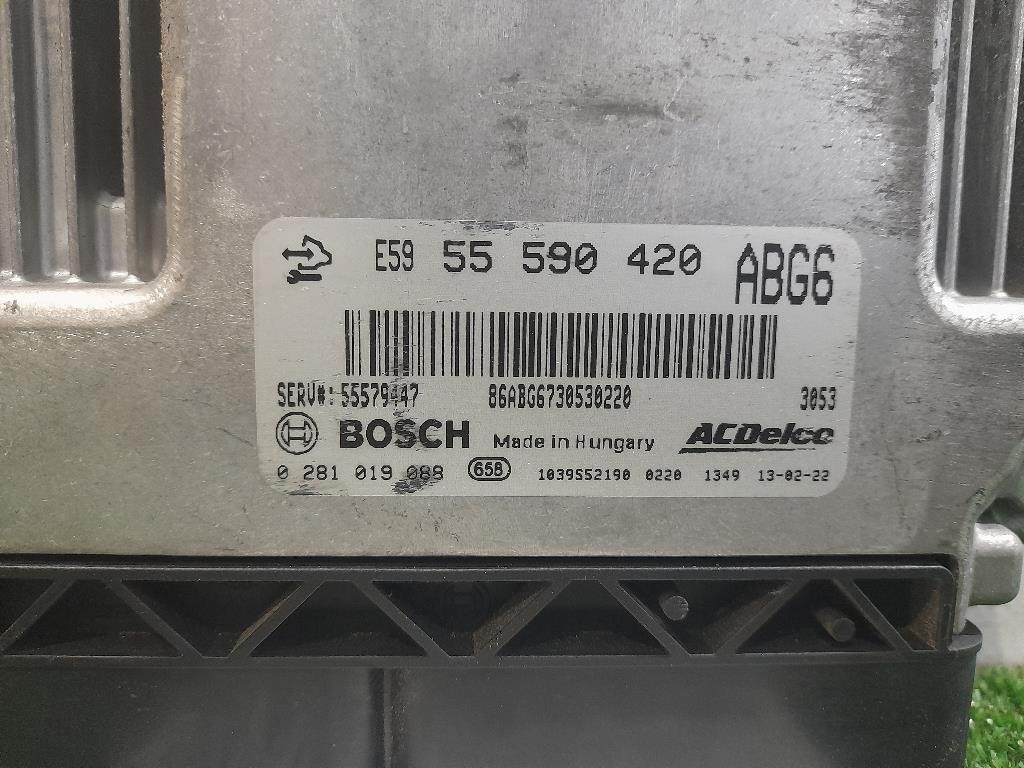 E59 55 590 420 ABG6
SERV#: 55579447 86ABG6730530220 3053
BOSCH Made in Hungary ACDelco
0 281 019 088 658 1039S52190 0220 1349 13-02-22